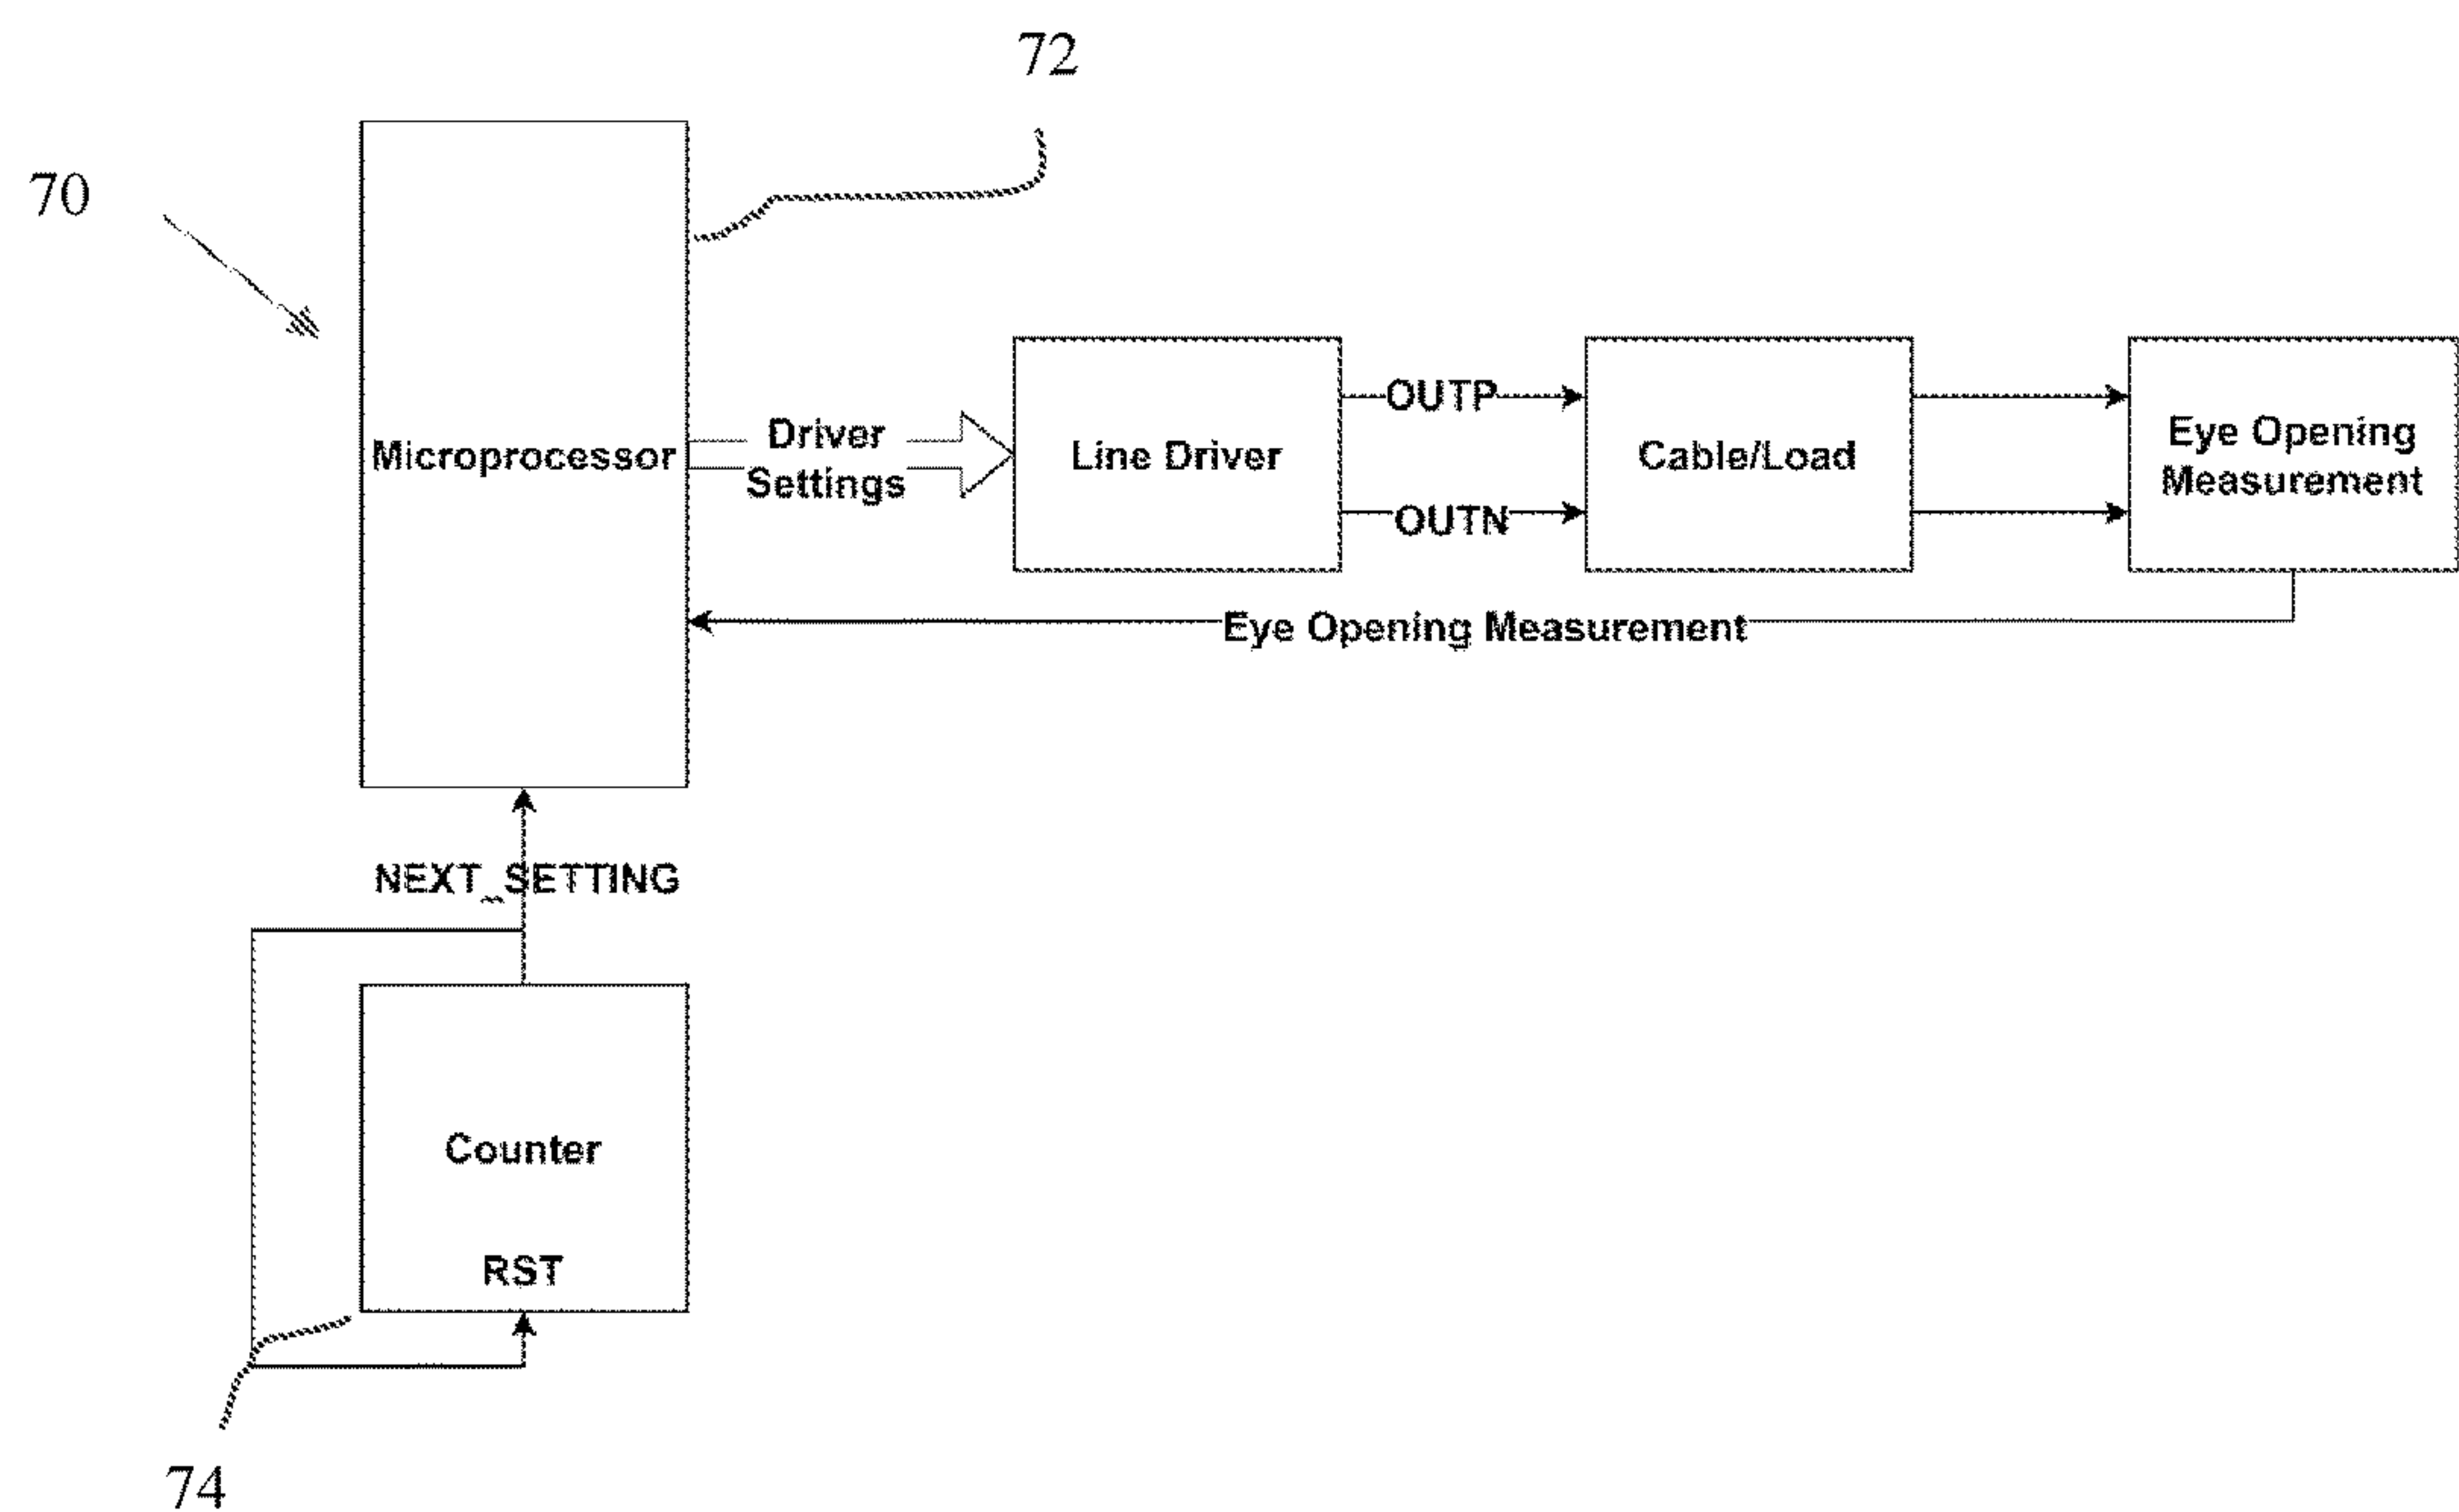 72
70
Microprocessor
Driver
Settings
Line Driver
OUTP
OUTN
Cable/Load
Eye Opening
Measurement
Eye Opening Measurement
NEXT_SETTING
Counter
RST
74